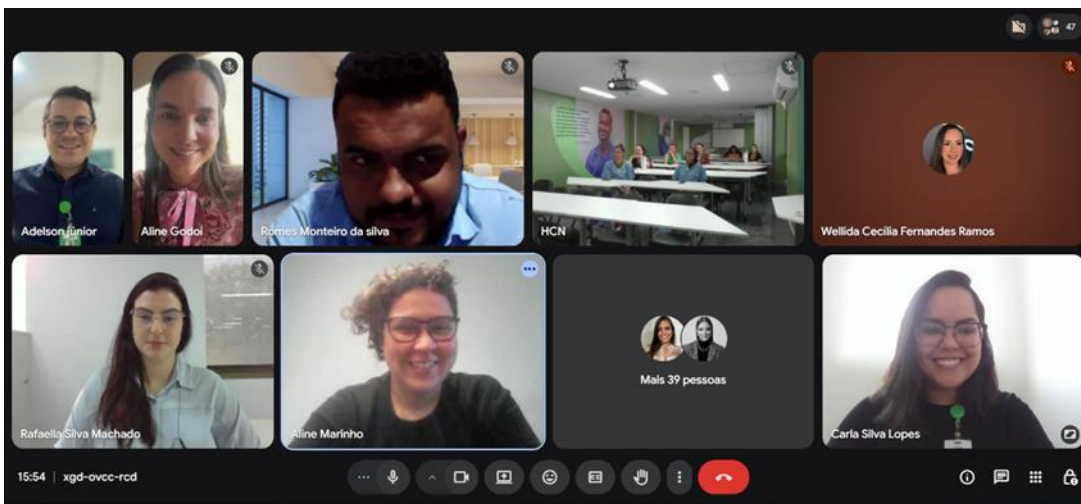 47
Adelson júnior
Aline Godoi
Romes Monteiro da silva
HCN
Wellida Cecília Fernandes Ramos
Rafaella Silva Machado
Aline Marinho
Mais 39 pessoas
Carla Silva Lopes
15:54 | xgd-ovcc-rcd